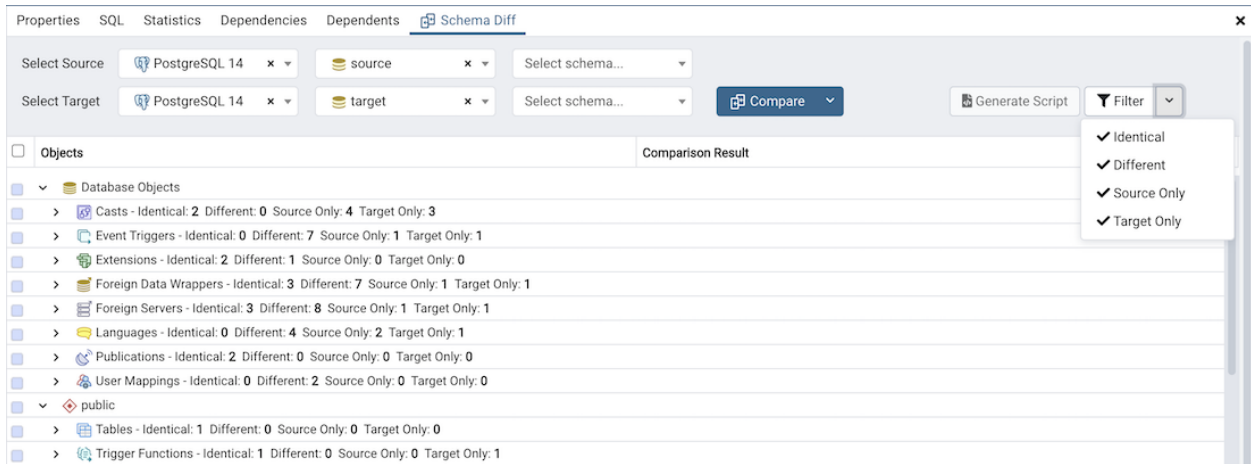 Properties SQL Statistics Dependencies Dependents Schema Diff
Select Source PostgreSQL 14 source Select schema...
Select Target PostgreSQL 14 target Select schema... Compare Generate Script Filter
Identical
Different
Source Only
Target Only
Objects Comparison Result
Database Objects
Casts - Identical: 2 Different: 0 Source Only: 4 Target Only: 3
Event Triggers - Identical: 0 Different: 7 Source Only: 1 Target Only: 1
Extensions - Identical: 2 Different: 1 Source Only: 0 Target Only: 0
Foreign Data Wrappers - Identical: 3 Different: 7 Source Only: 1 Target Only: 1
Foreign Servers - Identical: 3 Different: 8 Source Only: 1 Target Only: 1
Languages - Identical: 0 Different: 4 Source Only: 2 Target Only: 1
Publications - Identical: 2 Different: 0 Source Only: 0 Target Only: 0
User Mappings - Identical: 0 Different: 2 Source Only: 0 Target Only: 0
public
Tables - Identical: 1 Different: 0 Source Only: 0 Target Only: 0
Trigger Functions - Identical: 1 Different: 0 Source Only: 0 Target Only: 1